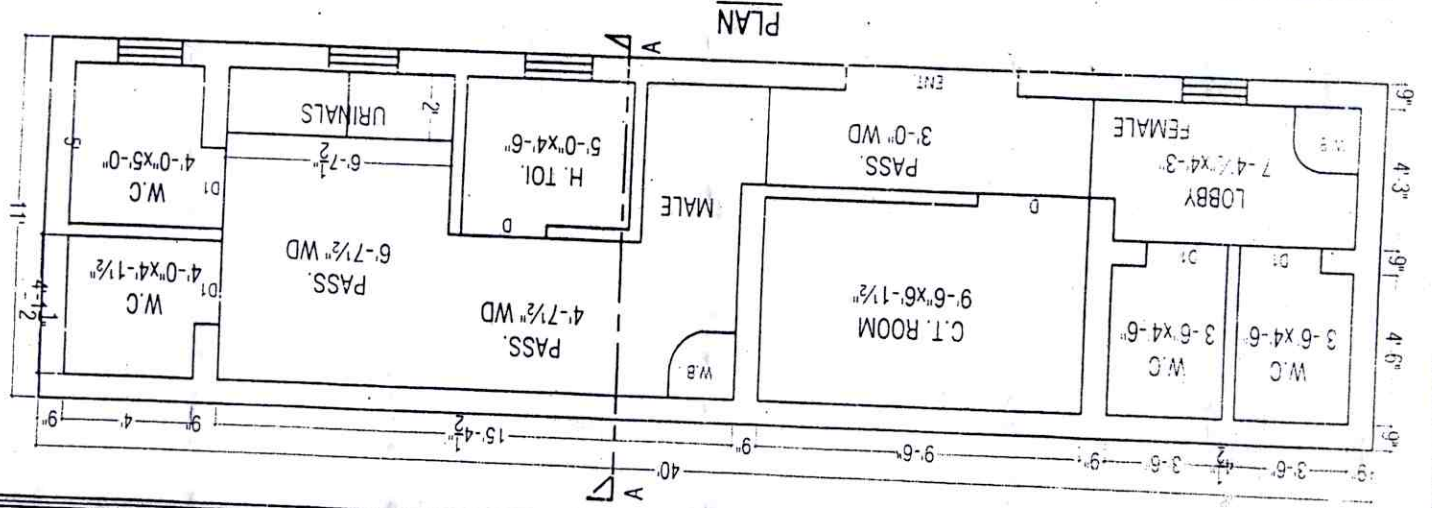 PLAN
A
ENT.
9"
FEMALE
LOBBY
7-4½"x4'-3"
W.B
4'-3"
PASS.
3'-0" WD
MALE
H. TOI.
5'-0"x4'-6"
D
URINALS
2'
6'-7½"
W.C
4'-0"x5'-0"
5'
D1
11'
9"
D1
D1
D
W.C
3'-6"x4'-6"
W.C
3'-6"x4'-6"
4'6"
C.T. ROOM
9'-6"x6'-1½"
PASS.
4'-7½" WD
PASS.
6'-7½" WD
W.C
4'-0"x4'-1½"
D1
4'-1½"
W.B
9"
9" 3'-6" 4½" 3'-6" 9" 9'-6" 9" 15'-4½" 9" 4' 9"
40'
A